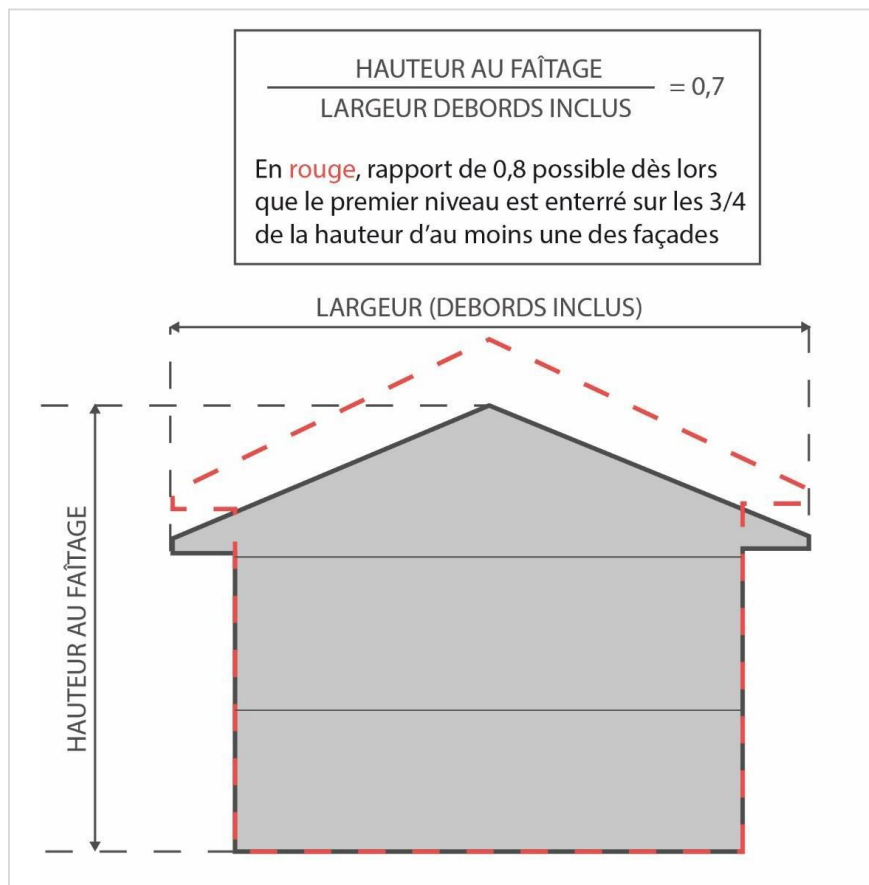 HAUTEUR AU FAÎTAGE
LARGEUR DEBORDS INCLUS
= 0,7
En rouge, rapport de 0,8 possible dès lors
que le premier niveau est enterré sur les 3/4
de la hauteur d'au moins une des façades
LARGEUR (DEBORDS INCLUS)
HAUTEUR AU FAÎTAGE